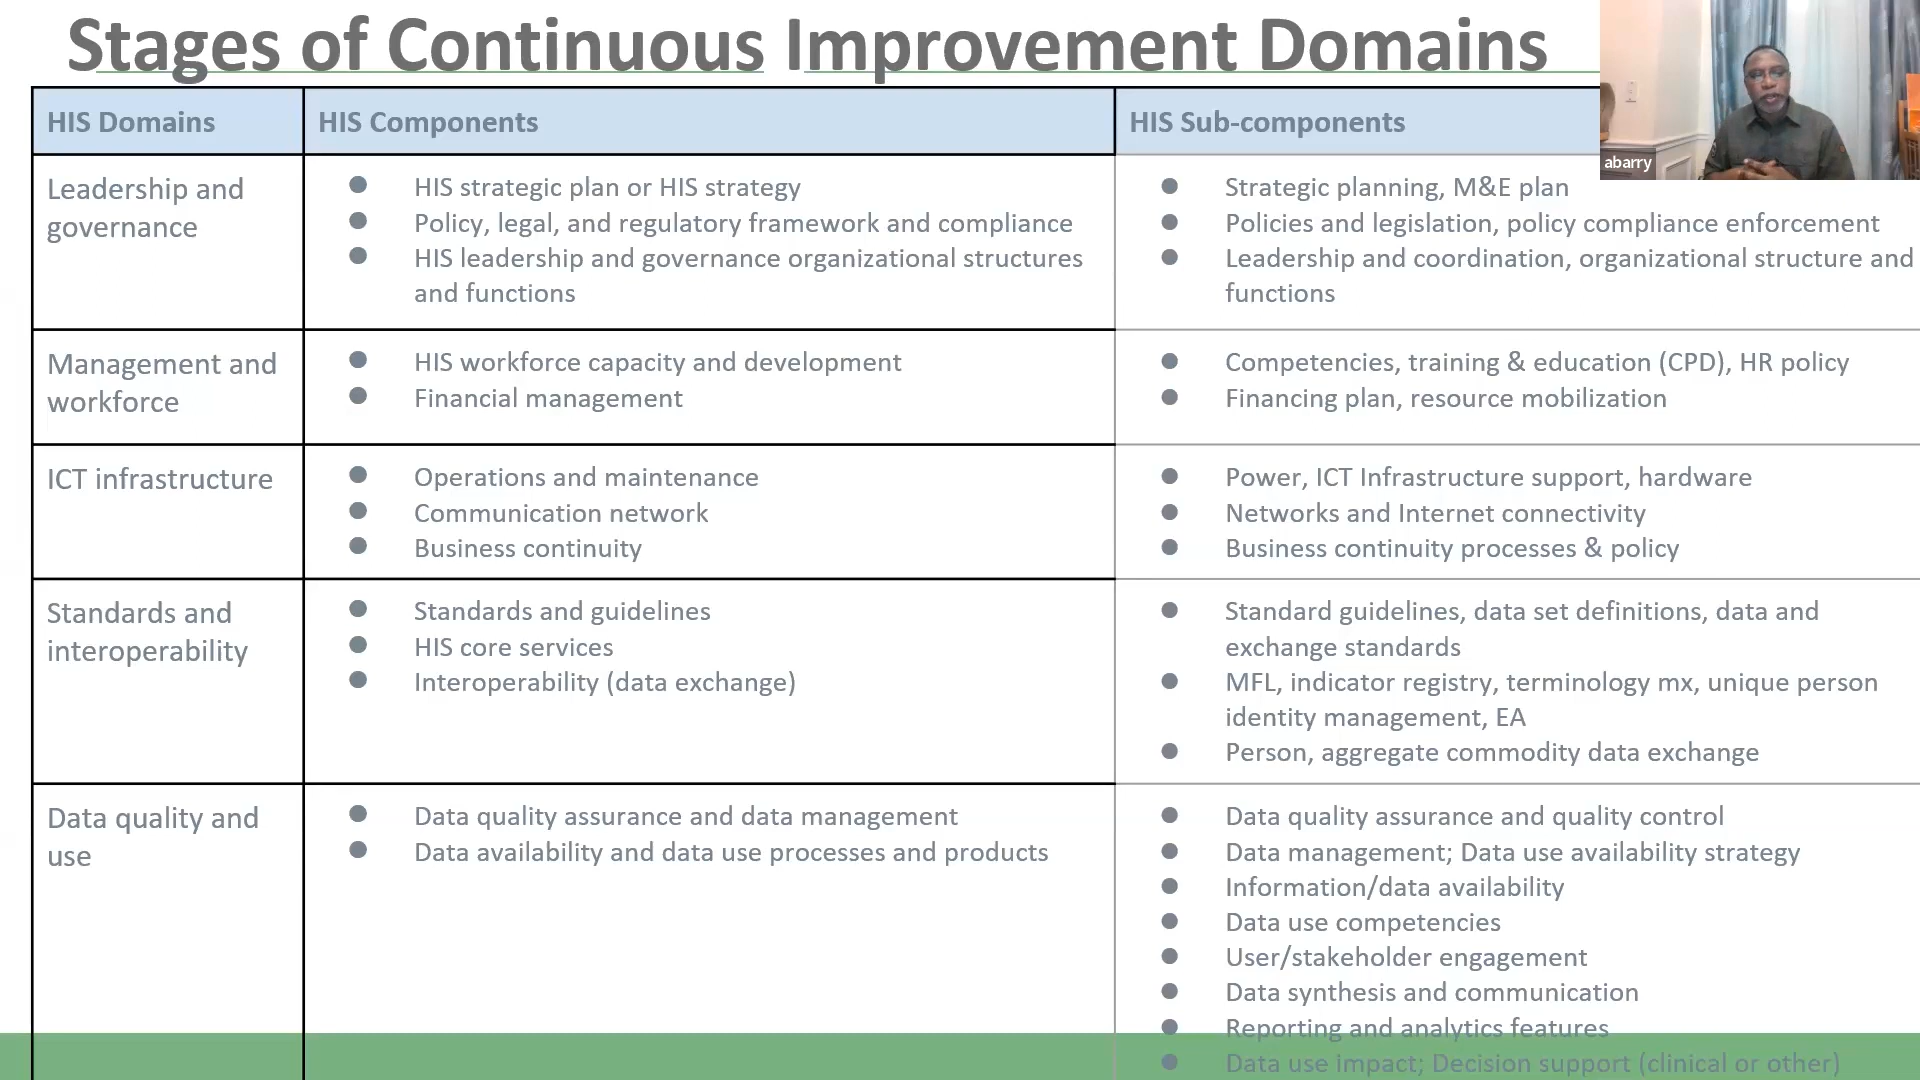 Stages of Continuous Improvement Domains
abarry
HIS Domains
HIS Components
HIS Sub-components
Leadership and
governance
HIS strategic plan or HIS strategy
Policy, legal, and regulatory framework and compliance
HIS leadership and governance organizational structures
and functions
Strategic planning, M&E plan
Policies and legislation, policy compliance enforcement
Leadership and coordination, organizational structure and
functions
Management and
workforce
HIS workforce capacity and development
Financial management
Competencies, training & education (CPD), HR policy
Financing plan, resource mobilization
ICT infrastructure
Operations and maintenance
Communication network
Business continuity
Power, ICT Infrastructure support, hardware
Networks and Internet connectivity
Business continuity processes & policy
Standards and
interoperability
Standards and guidelines
HIS core services
Interoperability (data exchange)
Standard guidelines, data set definitions, data and
exchange standards
MFL, indicator registry, terminology mx, unique person
identity management, EA
Person, aggregate commodity data exchange
Data quality and
use
Data quality assurance and data management
Data availability and data use processes and products
Data quality assurance and quality control
Data management; Data use availability strategy
Information/data availability
Data use competencies
User/stakeholder engagement
Data synthesis and communication
Reporting and analytics features
Data use impact; Decision support (clinical or other)